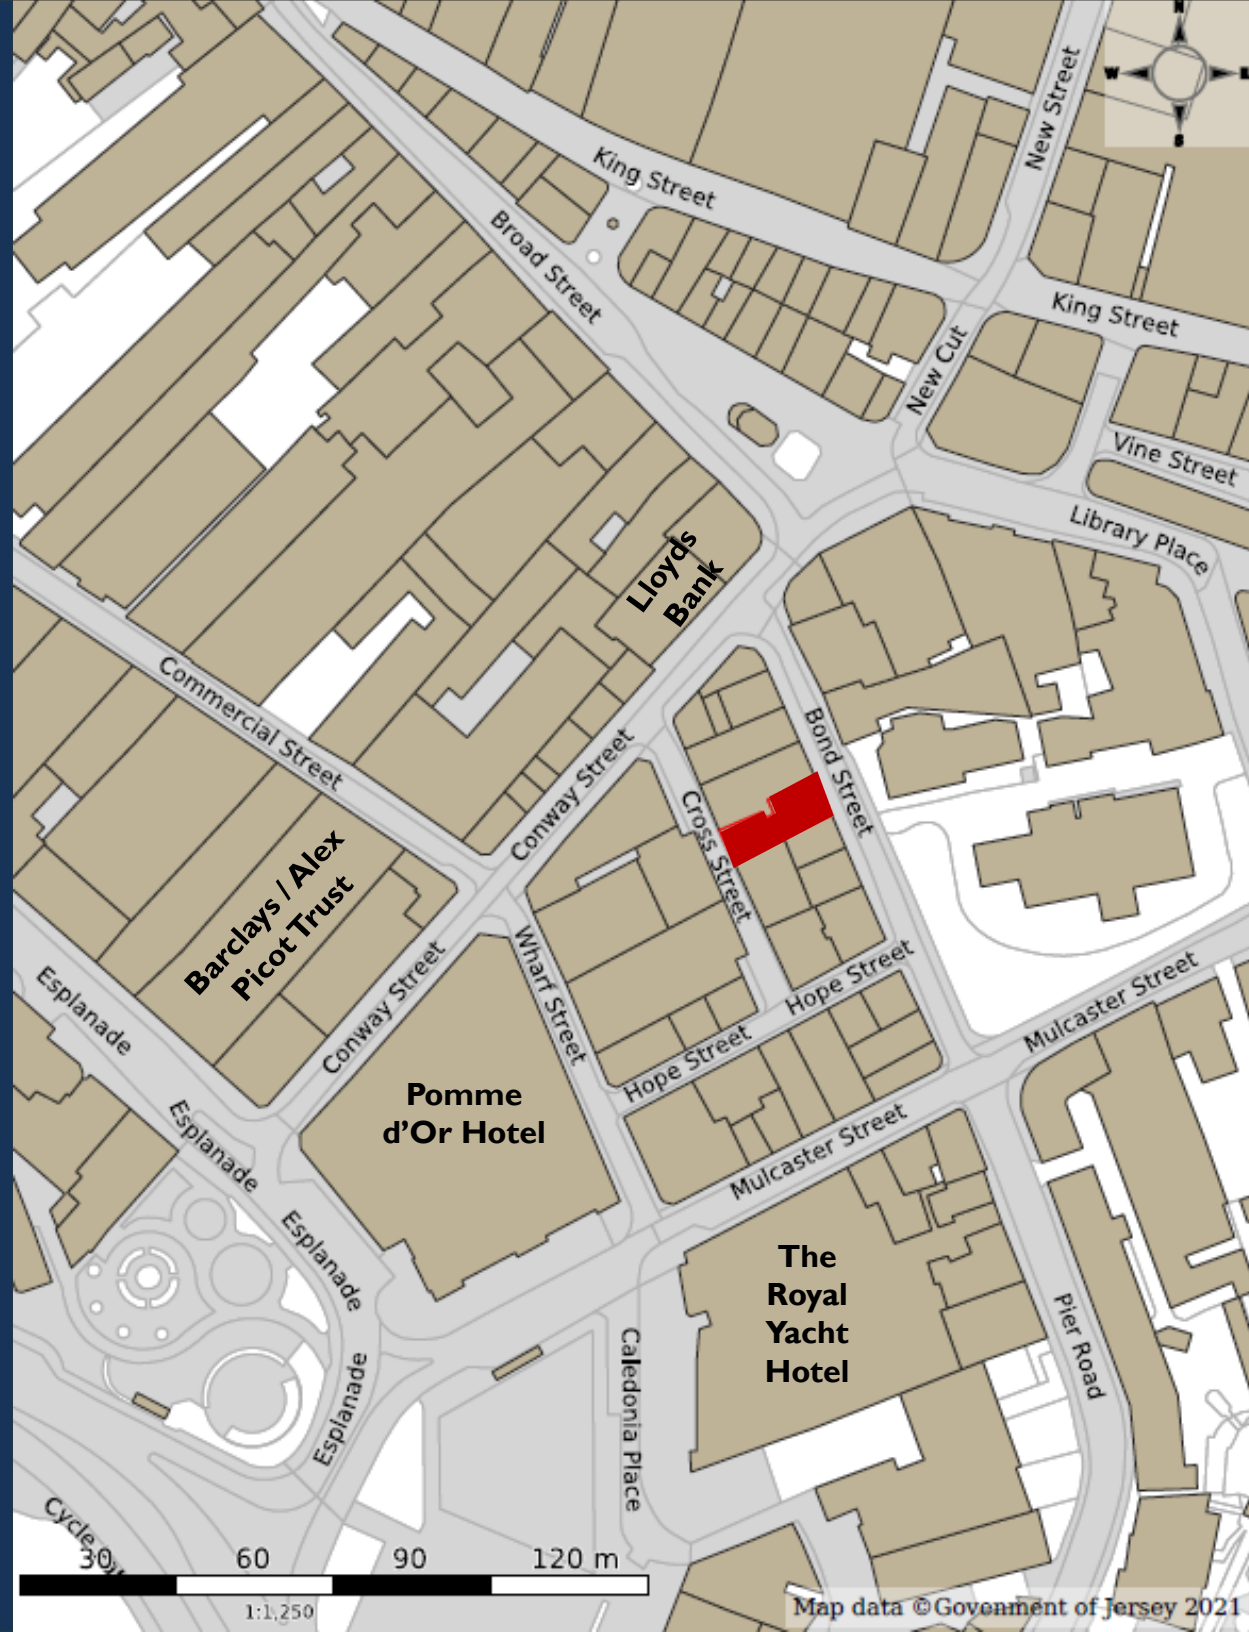 N
W
E
S
New Street
King Street
Broad Street
King Street
New Cut
Vine Street
Library Place
Lloyds
Bank
Commercial Street
Conway Street
Bond Street
Cross Street
Barclays / Alex
Picot Trust
Esplanade
Conway Street
Wharf Street
Hope Street
Hope Street
Mulcaster Street
Pomme
d’Or Hotel
Esplanade
Mulcaster Street
Esplanade
The
Royal
Yacht
Hotel
Pier Road
Caledonia Place
Esplanade
Cycle
30 60 90 120 m
1:1,250
Map data ©Govenment of Jersey 2021